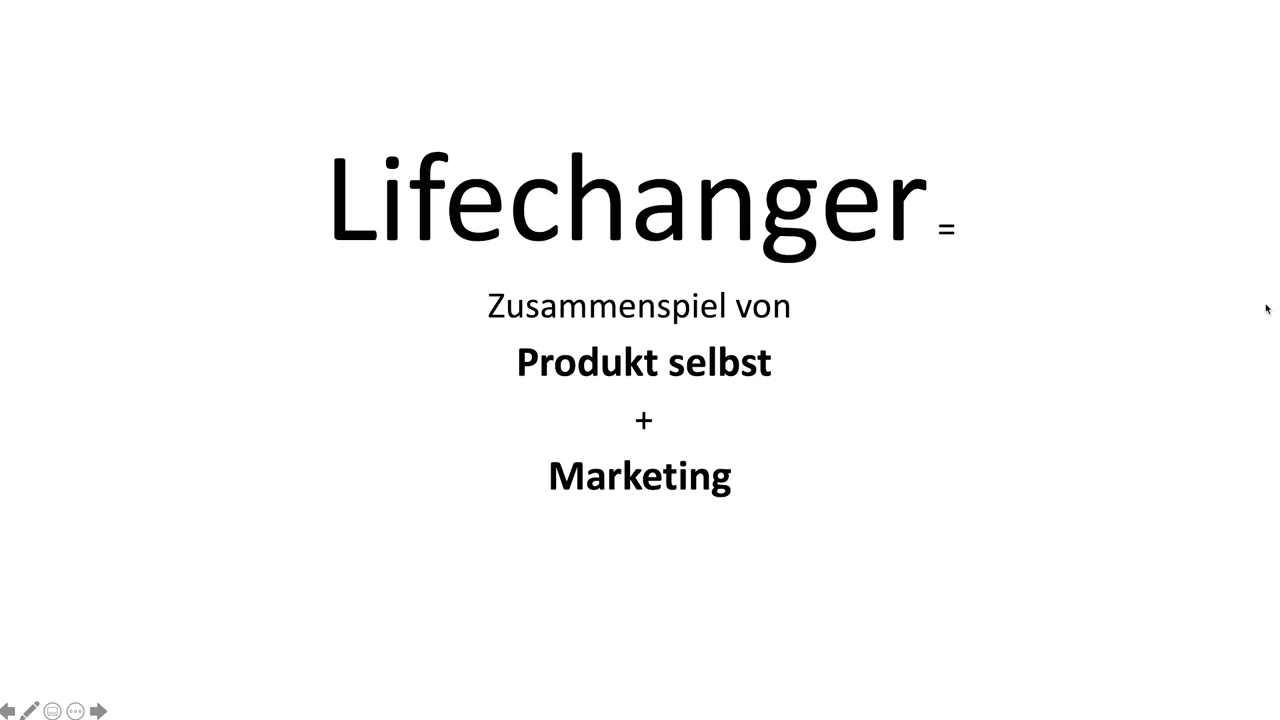 Lifechanger =
Zusammenspiel von
Produkt selbst
+
Marketing